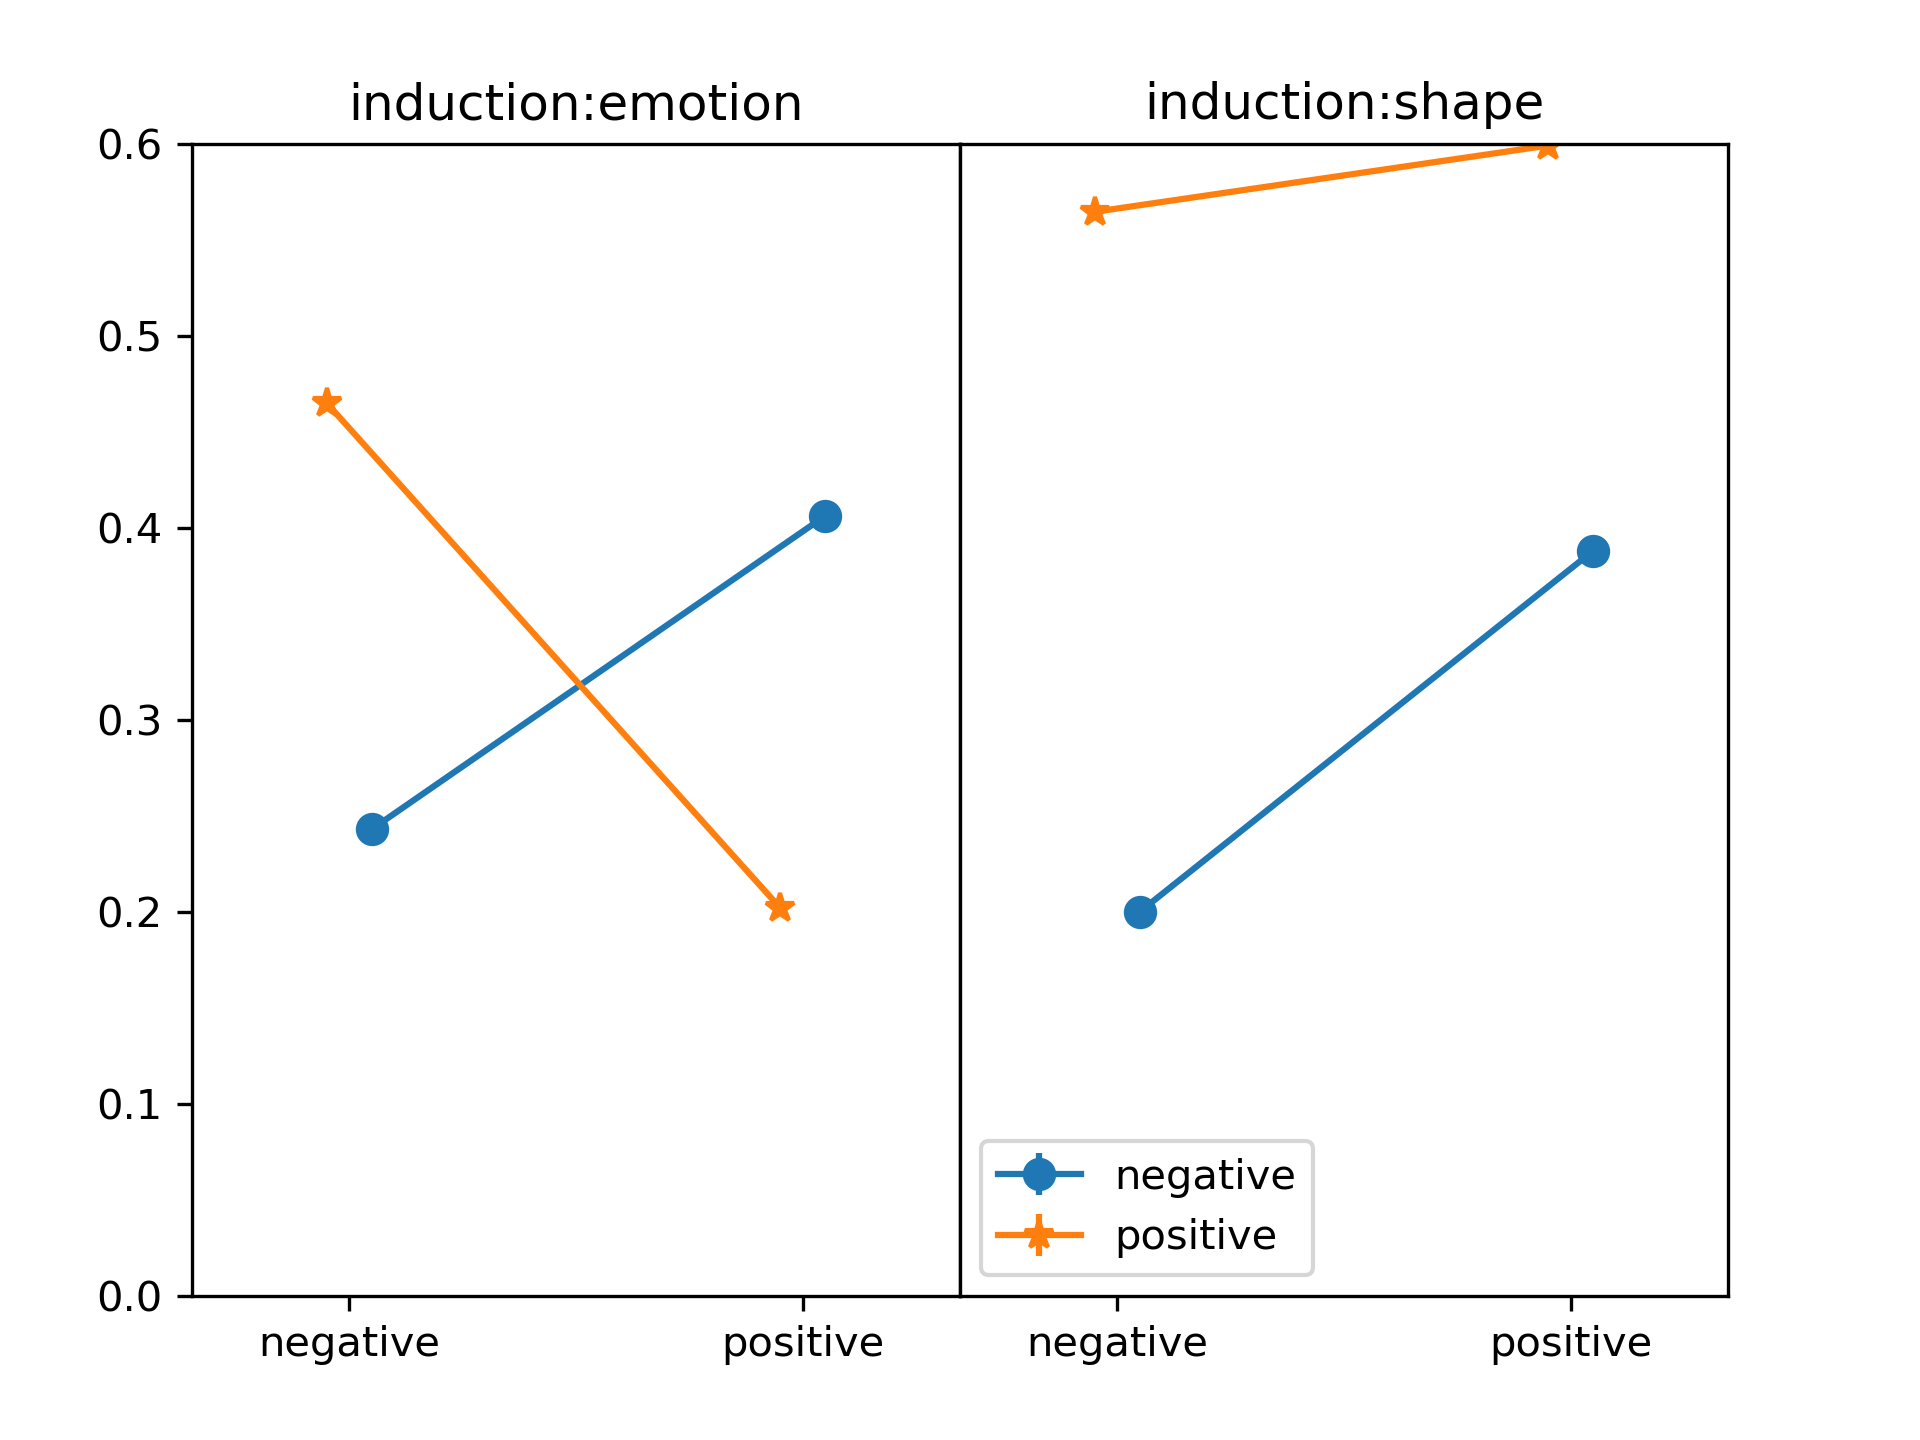 induction:emotion
induction:shape
0.6
0.5
0.4
0.3
0.2
0.1
0.0
negative
positive
negative
positive
negative
positive